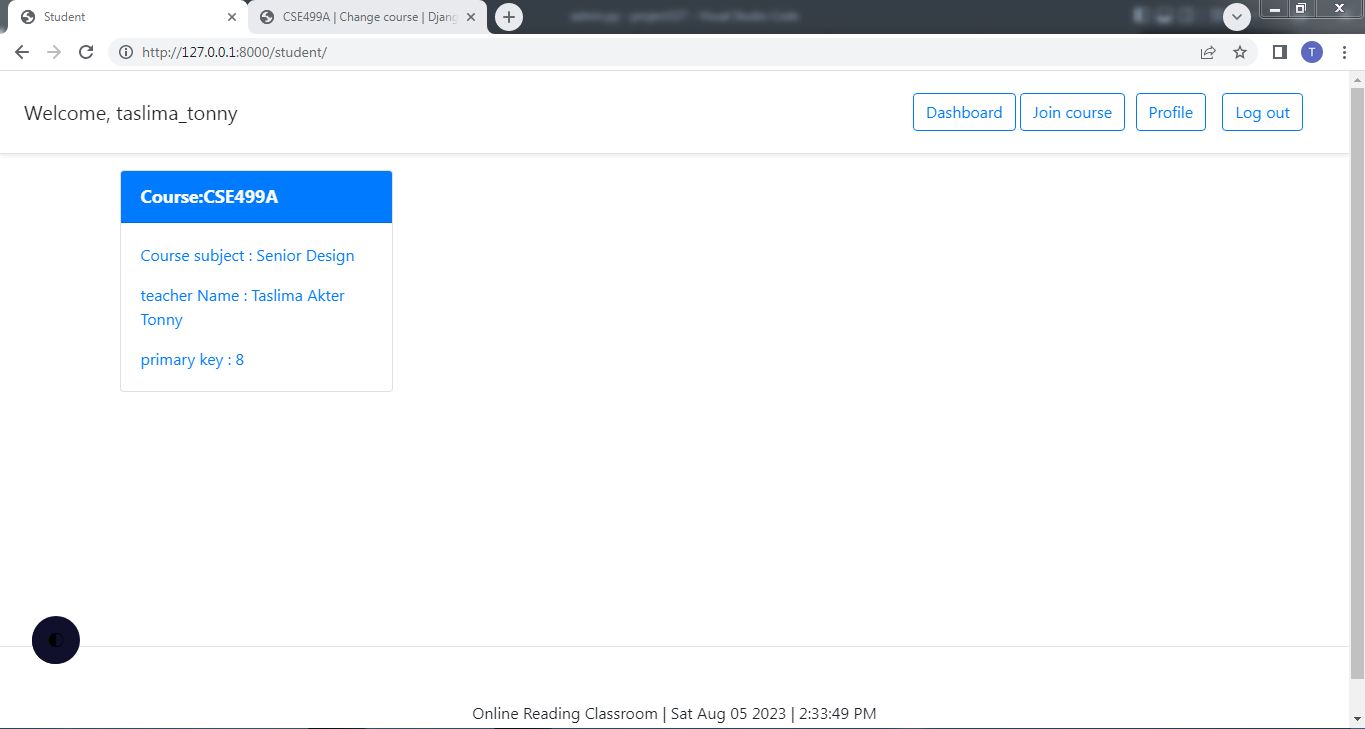 Student
CSE499A | Change course | Djang
http://127.0.0.1:8000/student/
T
Welcome, taslima_tonny
Dashboard
Join course
Profile
Log out
Course:CSE499A
Course subject : Senior Design
teacher Name : Taslima Akter
Tonny
primary key : 8
Online Reading Classroom | Sat Aug 05 2023 | 2:33:49 PM